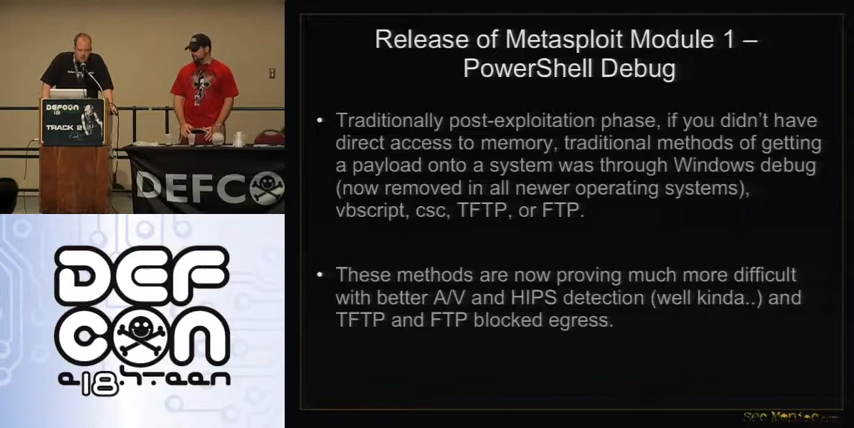 DEFCON
18
TRACK 2
DEFCO
DEF
CON
e18h-teen
Release of Metasploit Module 1 –
PowerShell Debug
• Traditionally post-exploitation phase, if you didn't have
direct access to memory, traditional methods of getting
a payload onto a system was through Windows debug
(now removed in all newer operating systems),
vbscript, csc, TFTP, or FTP.
• These methods are now proving much more difficult
with better A/V and HIPS detection (well kinda..) and
TFTP and FTP blocked egress.